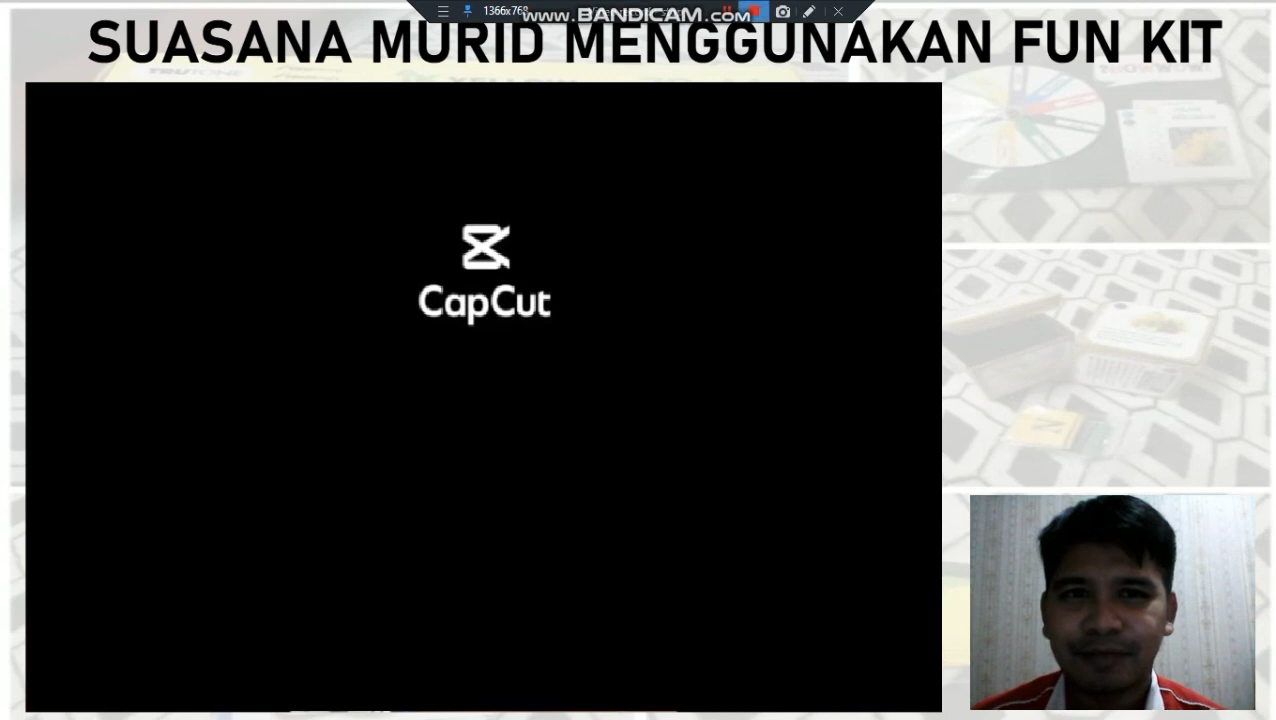 1366x768
www.BANDICAM.com
SUASANA MURID MENGGUNAKAN FUN KIT
CapCut
N